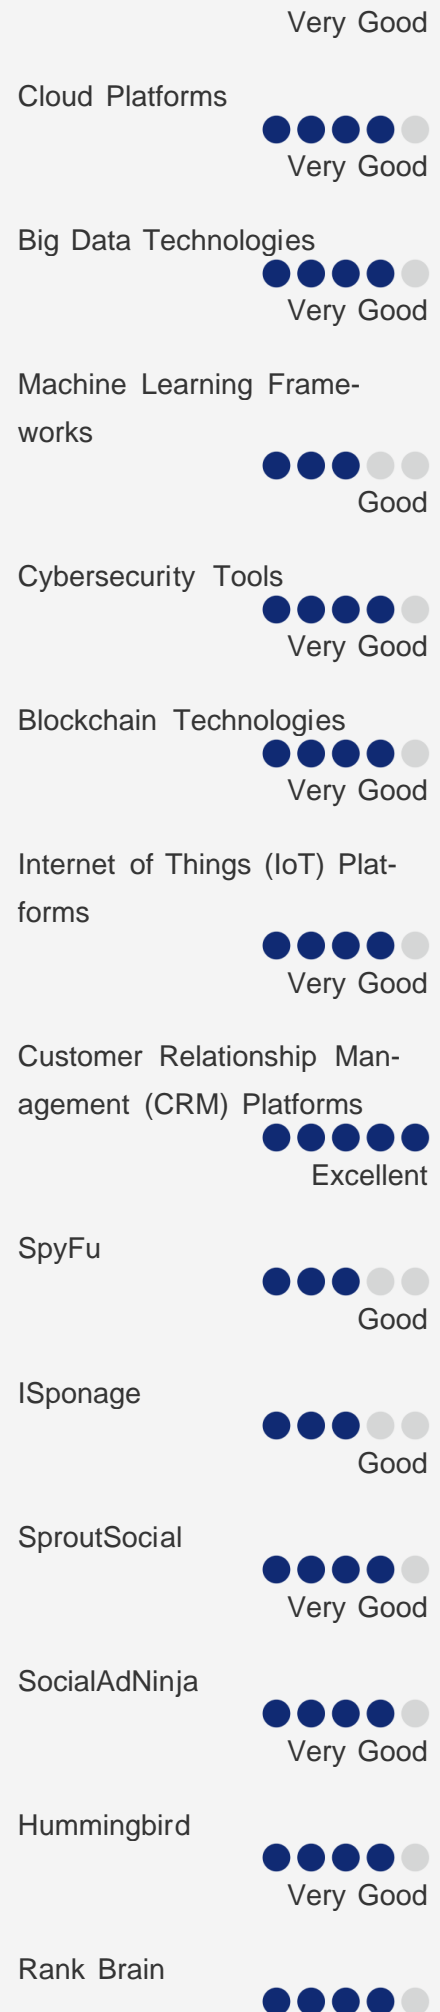 Very Good
Cloud Platforms
Very Good
Big Data Technologies
Very Good
Machine Learning Frame-
works
Good
Cybersecurity Tools
Very Good
Blockchain Technologies
Very Good
Internet of Things (IoT) Plat-
forms
Very Good
Customer Relationship Man-
agement (CRM) Platforms
Excellent
SpyFu
Good
ISponage
Good
SproutSocial
Very Good
SocialAdNinja
Very Good
Hummingbird
Very Good
Rank Brain